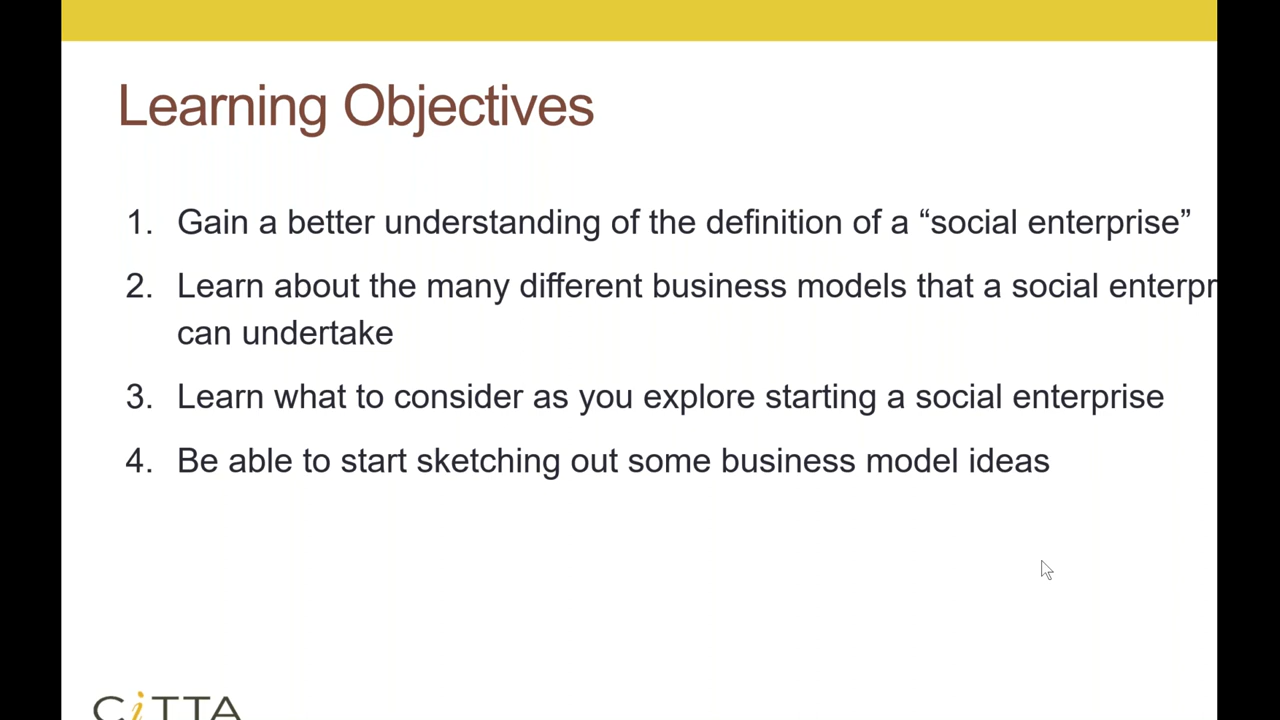 Learning Objectives
1. Gain a better understanding of the definition of a “social enterprise”
2. Learn about the many different business models that a social enterpr
can undertake
3. Learn what to consider as you explore starting a social enterprise
4. Be able to start sketching out some business model ideas
CiTTA